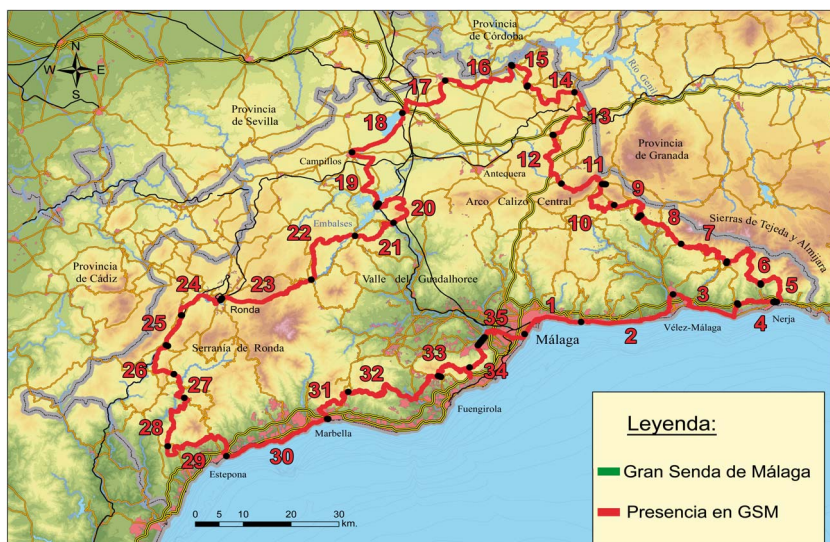 N
W E
S
Provincia
de Córdoba
Río Genil
Provincia
de Sevilla
Provincia
de Granada
Campillos
Antequera
Arco Calizo Central
Sierras de Tejeda y Almijara
Embalses
Provincia
de Cádiz
Valle del Guadalhorce
Ronda
Serranía de Ronda
Málaga
Vélez-Málaga
Nerja
Fuengirola
Marbella
Estepona
1
2
3
4
5
6
7
8
9
10
11
12
13
14
15
16
17
18
19
20
21
22
23
24
25
26
27
28
29
30
31
32
33
34
35
0 5 10 20 30
km.
Leyenda:
Gran Senda de Málaga
Presencia en GSM